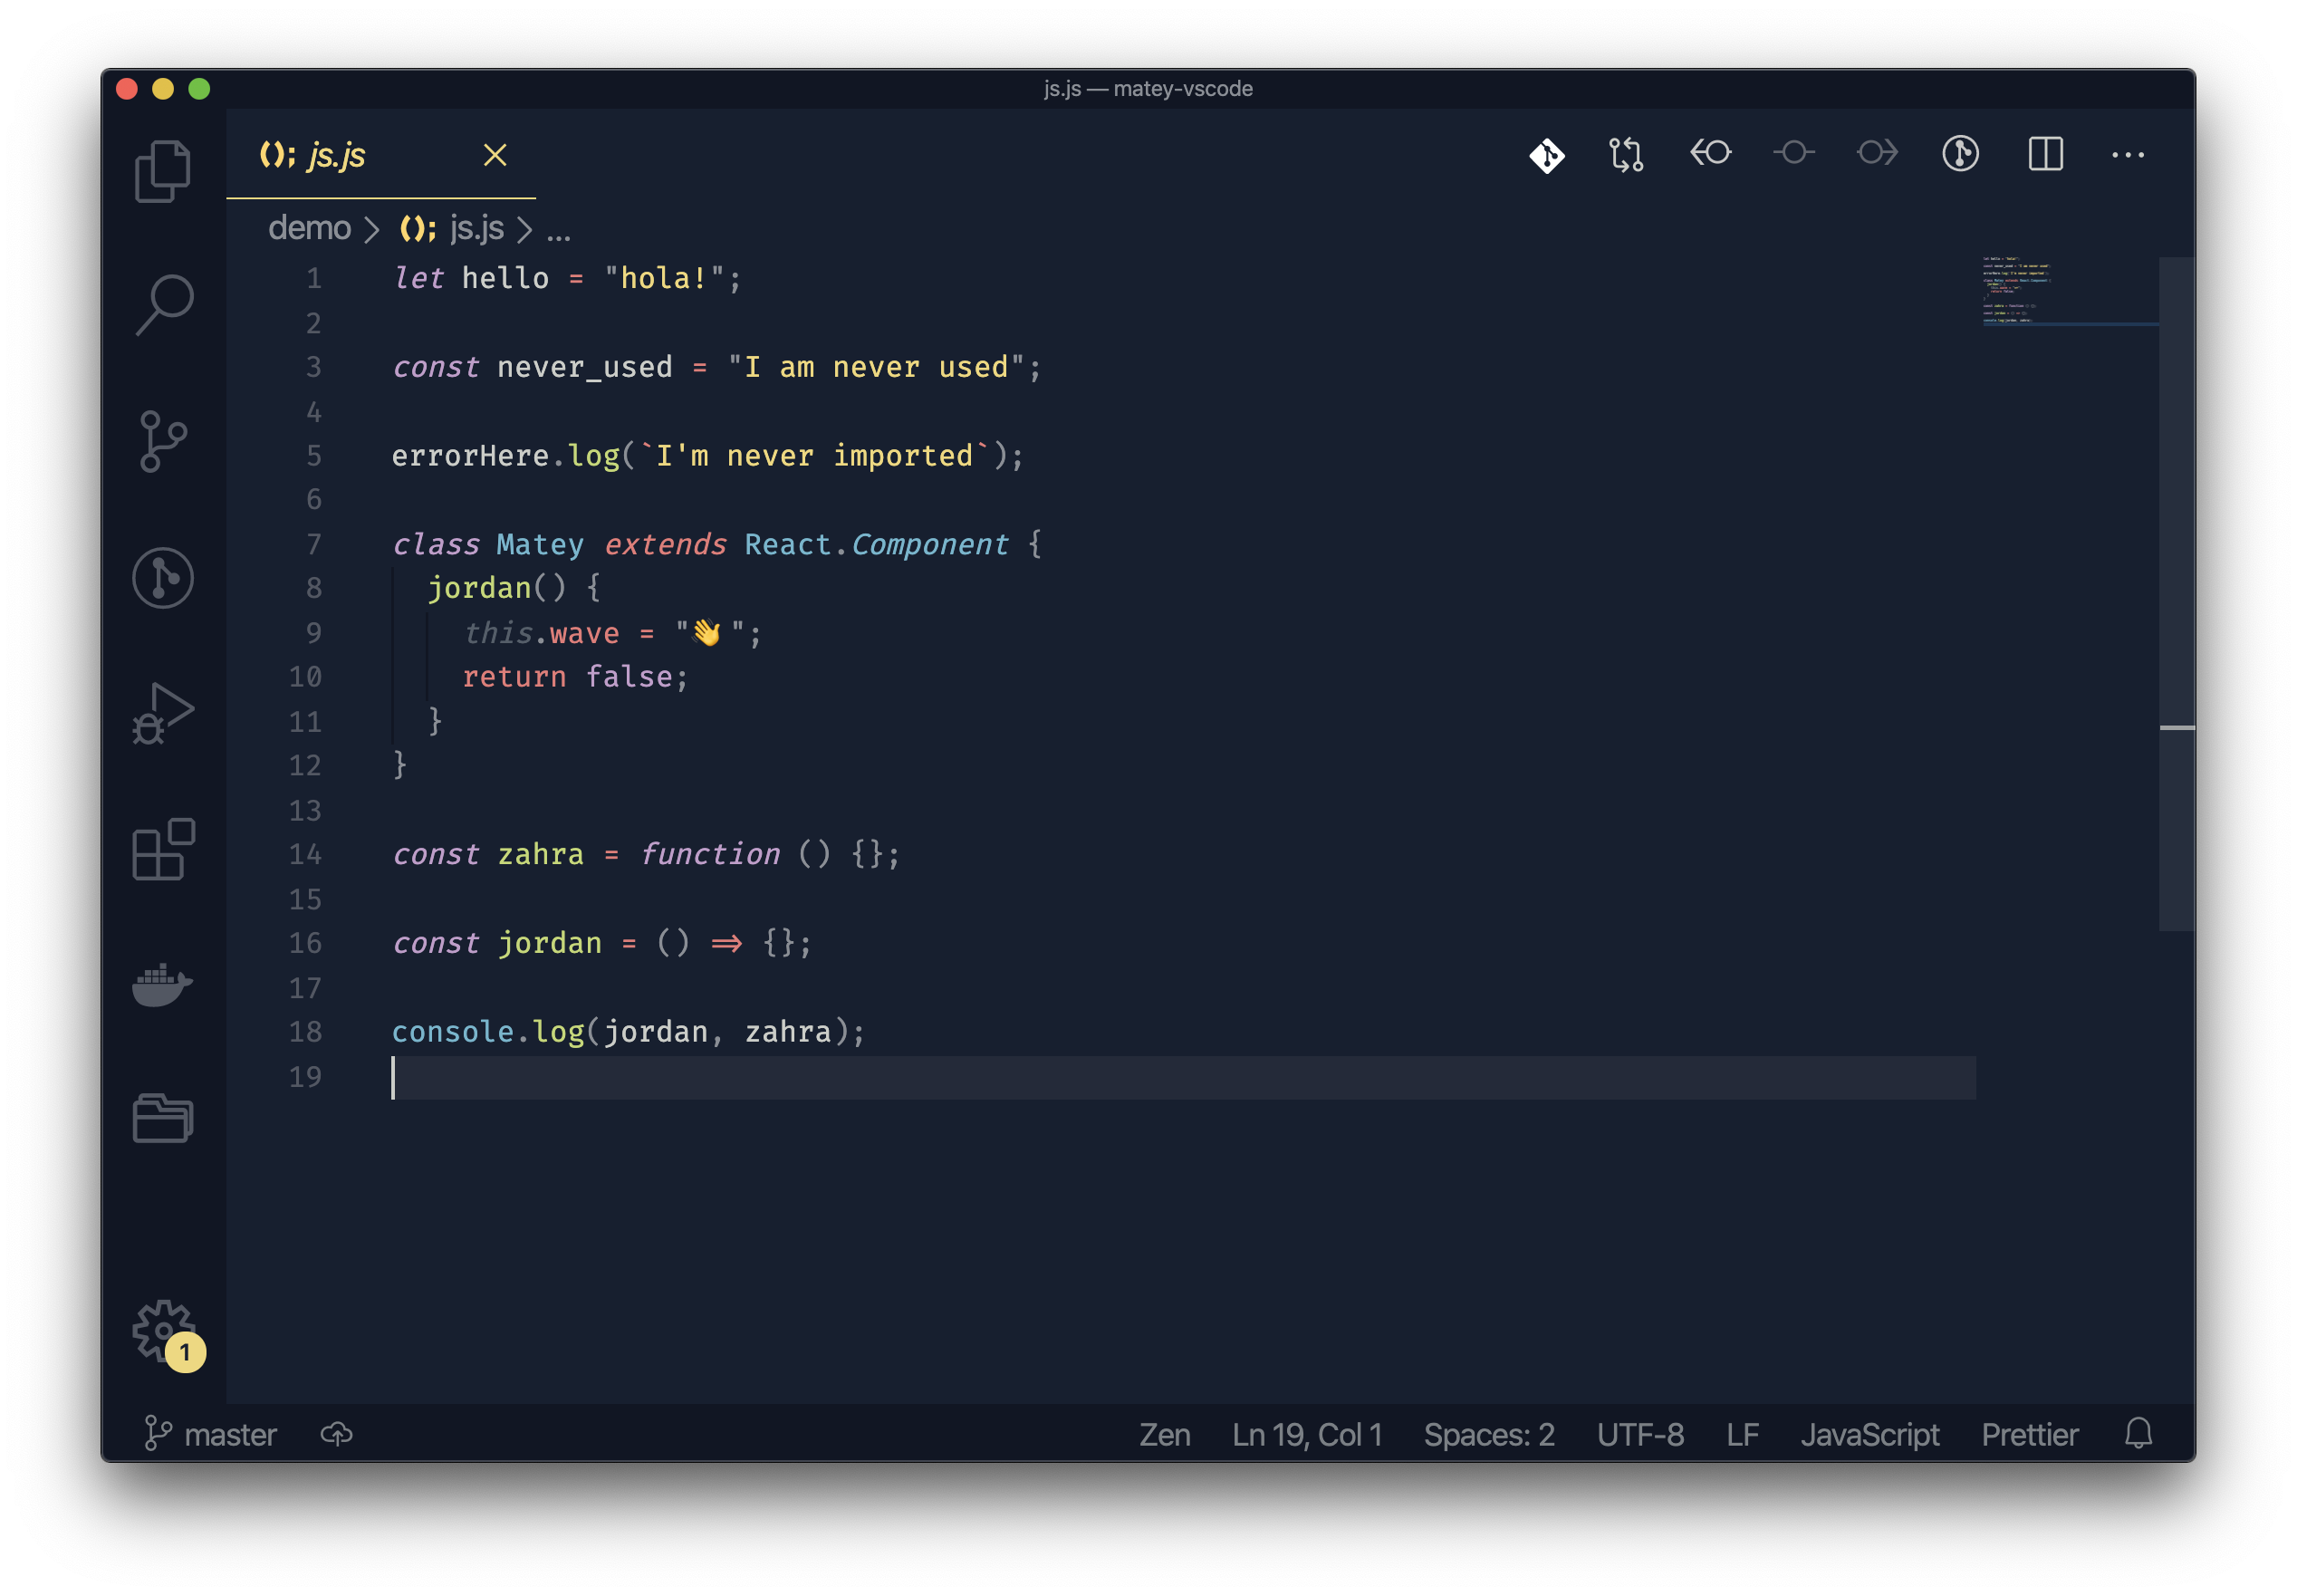 js.js — matey-vscode
(); js.js
demo > (); js.js > ...
1 let hello = "hola!";
2
3 const never_used = "I am never used";
4
5 errorHere.log(`I'm never imported`);
6
7 class Matey extends React.Component {
8 jordan() {
9 this.wave = "👋 ";
10 return false;
11 }
12 }
13
14 const zahra = function () {};
15
16 const jordan = () => {};
17
18 console.log(jordan, zahra);
19
1
master Zen Ln 19, Col 1 Spaces: 2 UTF-8 LF JavaScript Prettier